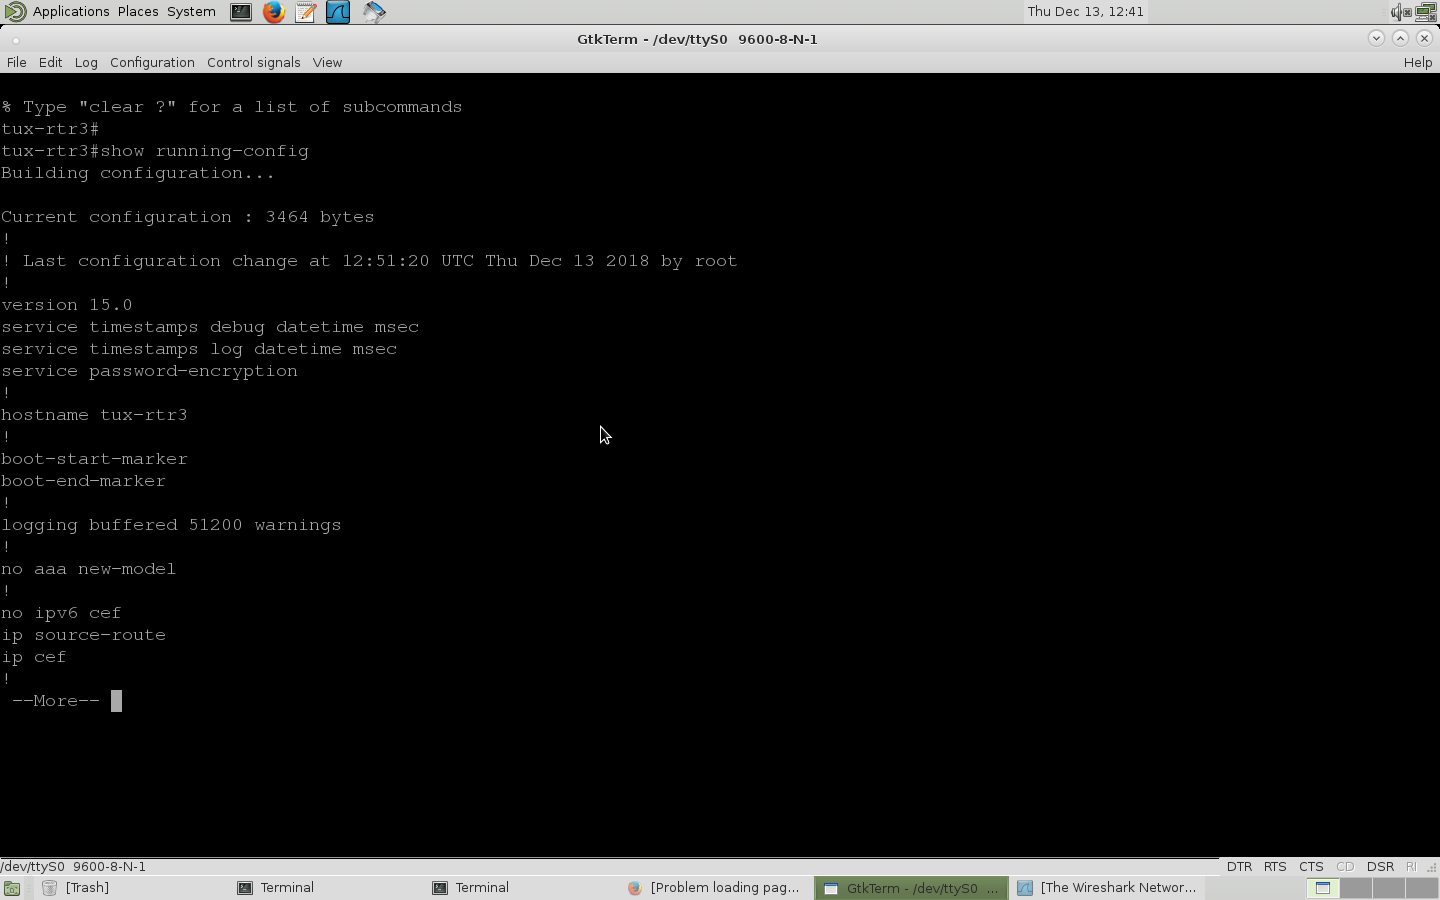 Applications Places System
Thu Dec 13, 12:41
GtkTerm - /dev/ttyS0 9600-8-N-1
File Edit Log Configuration Control signals View Help
% Type "clear ?" for a list of subcommands
tux-rtr3#
tux-rtr3#show running-config
Building configuration...
Current configuration : 3464 bytes
!
! Last configuration change at 12:51:20 UTC Thu Dec 13 2018 by root
!
version 15.0
service timestamps debug datetime msec
service timestamps log datetime msec
service password-encryption
!
hostname tux-rtr3
!
boot-start-marker
boot-end-marker
!
logging buffered 51200 warnings
!
no aaa new-model
!
no ipv6 cef
ip source-route
ip cef
!
--More--
/dev/ttyS0 9600-8-N-1
DTR RTS CTS CD DSR RI
[Trash]
Terminal
Terminal
[Problem loading pag...
GtkTerm - /dev/ttyS0 ...
[The Wireshark Networ...